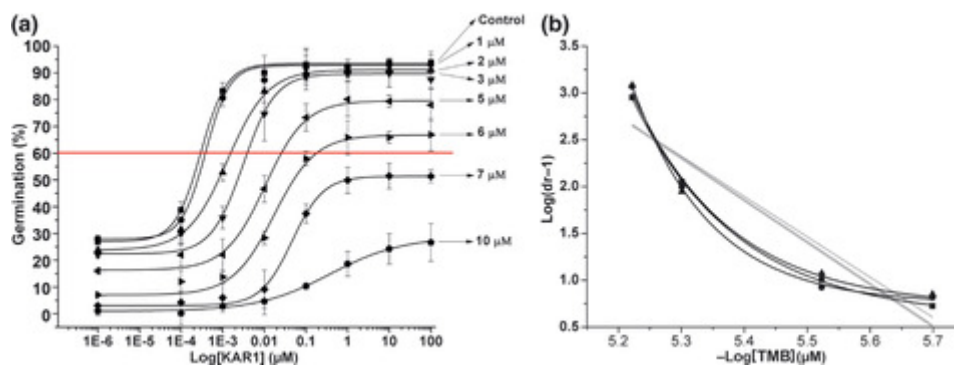 (a)
Germination (%)
100
90
80
70
60
50
40
30
20
10
0
1E-6 1E-5 1E-4 1E-3 0.01 0.1 1 10 100
Log[KAR1] (µM)
Control
1 µM
2 µM
3 µM
5 µM
6 µM
7 µM
10 µM
(b)
Log(dr–1)
3.5
3.0
2.5
2.0
1.5
1.0
0.5
5.2 5.3 5.4 5.5 5.6 5.7
–Log[TMB](µM)